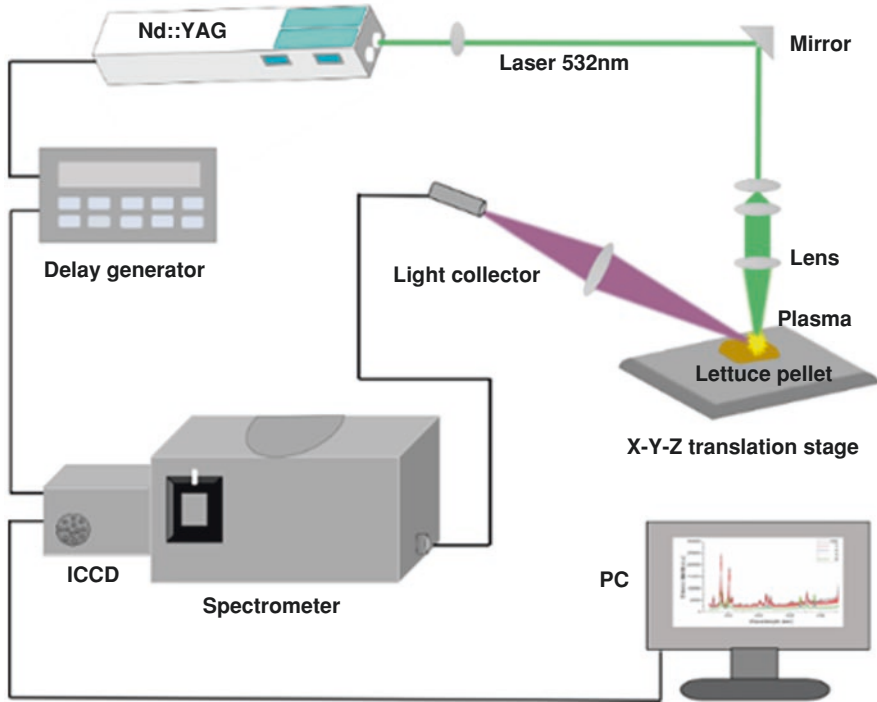 Nd::YAG
Laser 532nm
Mirror
Delay generator
Light collector
Lens
Plasma
Lettuce pellet
X-Y-Z translation stage
ICCD
Spectrometer
PC